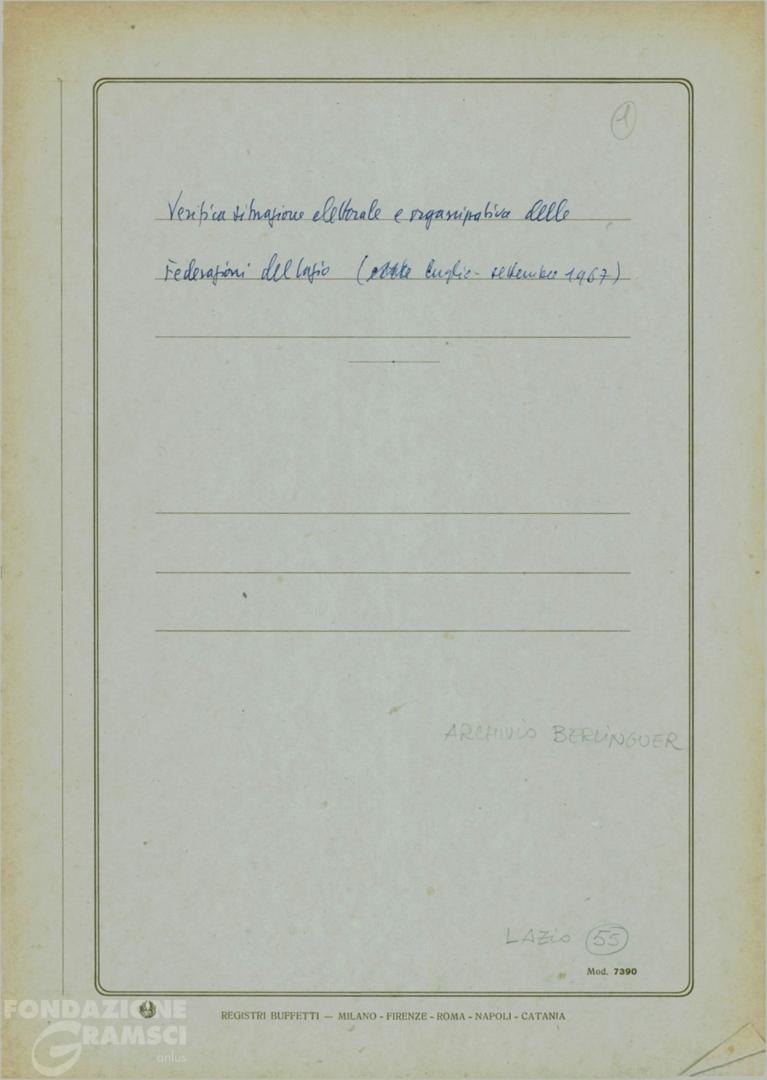 1
Verifica situazione elettorale e organizzativa delle
Federazioni del Lazio ( luglio - settembre 1967)
ARCHIVIO BERLINGUER
LAZIO 55
Mod. 7390
REGISTRI BUFFETTI — MILANO - FIRENZE - ROMA - NAPOLI - CATANIA
FONDAZIONE
GRAMSCI
onlus